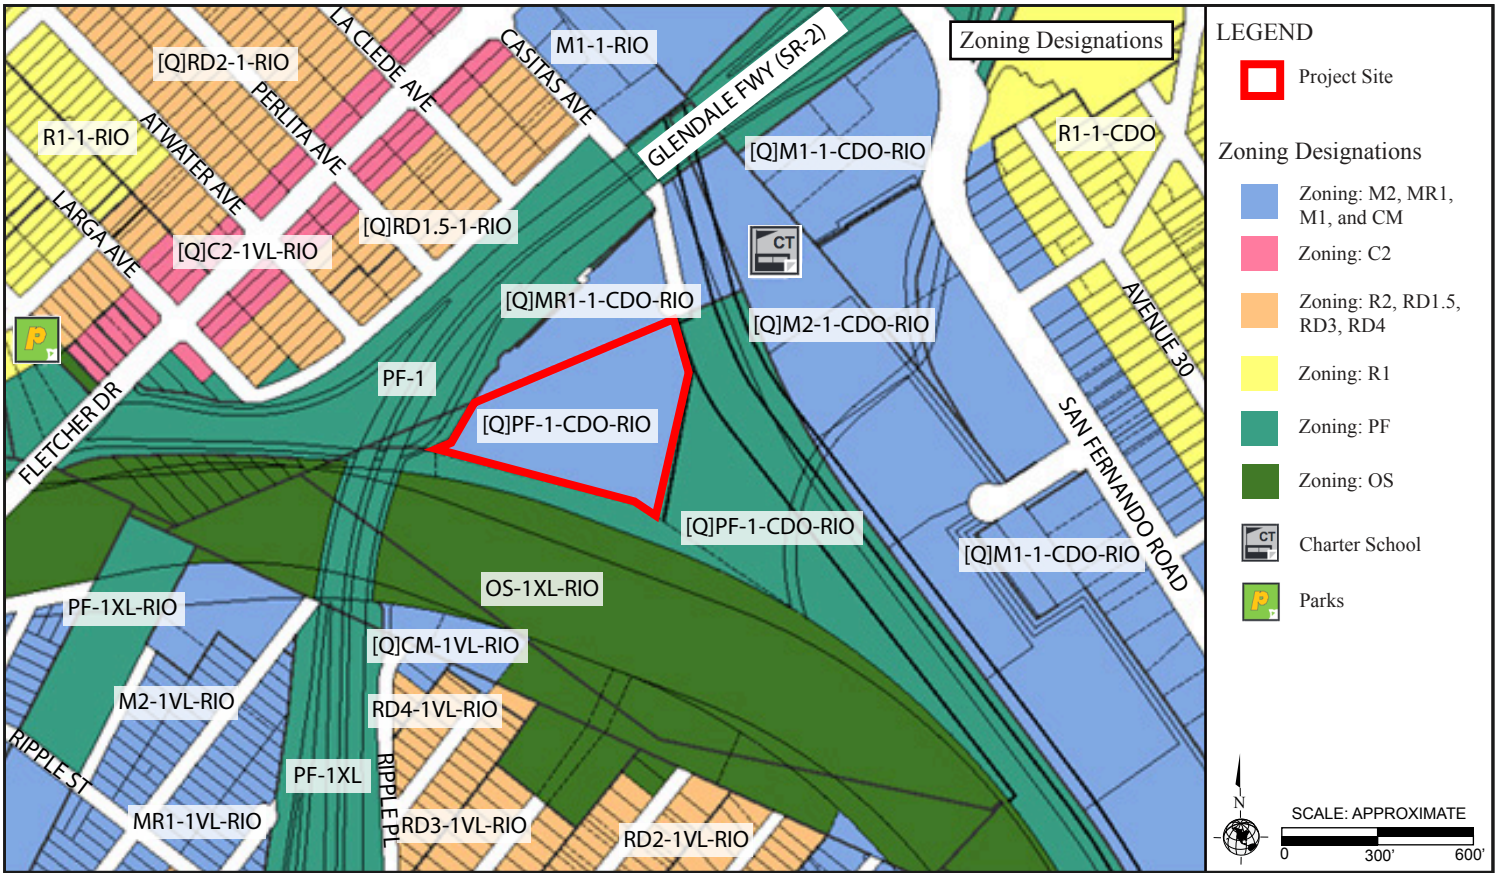 Zoning Designations
LA CLEDE AVE
CASITAS AVE
M1-1-RIO
GLENDALE FWY (SR-2)
[Q]RD2-1-RIO
PERLITA AVE
R1-1-RIO
ATWATER AVE
LARGA AVE
[Q]M1-1-CDO-RIO
R1-1-CDO
[Q]RD1.5-1-RIO
[Q]C2-1VL-RIO
CT
[Q]MR1-1-CDO-RIO
[Q]M2-1-CDO-RIO
AVENUE 30
P
PF-1
FLETCHER DR
[Q]PF-1-CDO-RIO
SAN FERNANDO ROAD
[Q]PF-1-CDO-RIO
[Q]M1-1-CDO-RIO
OS-1XL-RIO
PF-1XL-RIO
[Q]CM-1VL-RIO
M2-1VL-RIO
RD4-1VL-RIO
RIPPLE ST
PF-1XL
RIPPLE PL
MR1-1VL-RIO
RD3-1VL-RIO
RD2-1VL-RIO
LEGEND
Project Site
Zoning Designations
Zoning: M2, MR1,
M1, and CM
Zoning: C2
Zoning: R2, RD1.5,
RD3, RD4
Zoning: R1
Zoning: PF
Zoning: OS
CT
Charter School
P
Parks
N
SCALE: APPROXIMATE
0 300' 600'